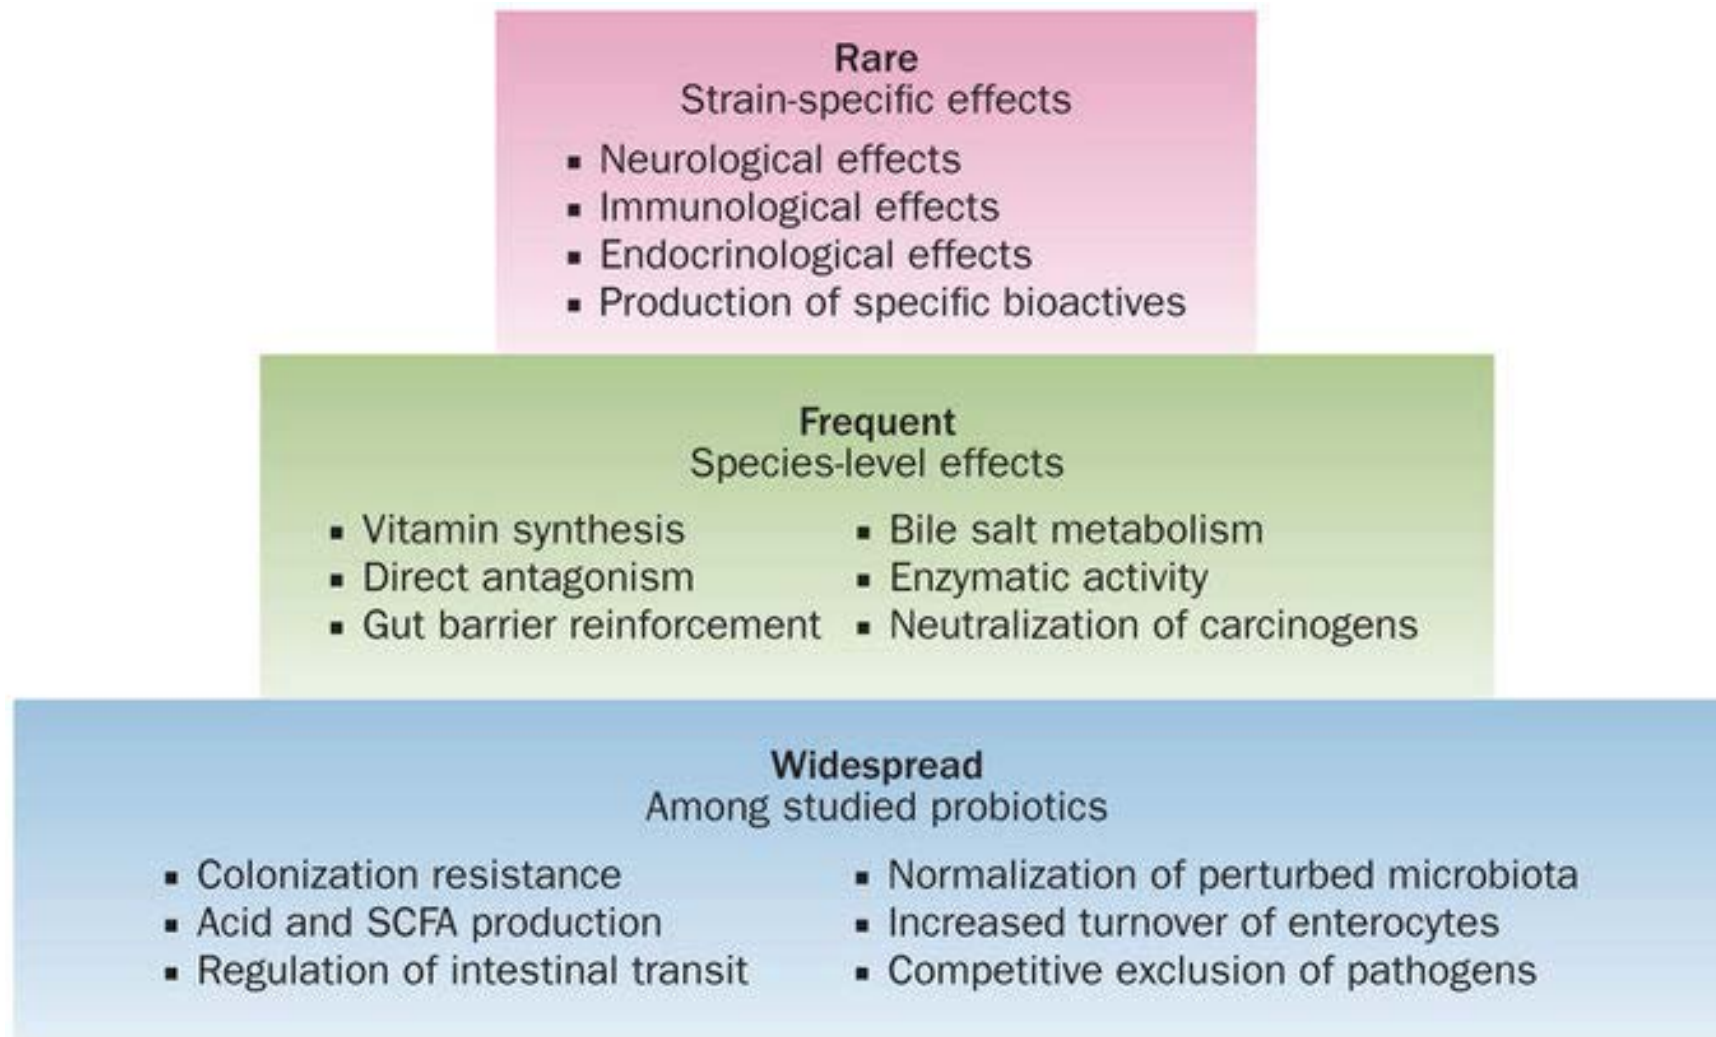 Rare
Strain-specific effects
▪ Neurological effects
▪ Immunological effects
▪ Endocrinological effects
▪ Production of specific bioactives
Frequent
Species-level effects
▪ Vitamin synthesis
▪ Direct antagonism
▪ Gut barrier reinforcement
▪ Bile salt metabolism
▪ Enzymatic activity
▪ Neutralization of carcinogens
Widespread
Among studied probiotics
▪ Colonization resistance
▪ Acid and SCFA production
▪ Regulation of intestinal transit
▪ Normalization of perturbed microbiota
▪ Increased turnover of enterocytes
▪ Competitive exclusion of pathogens